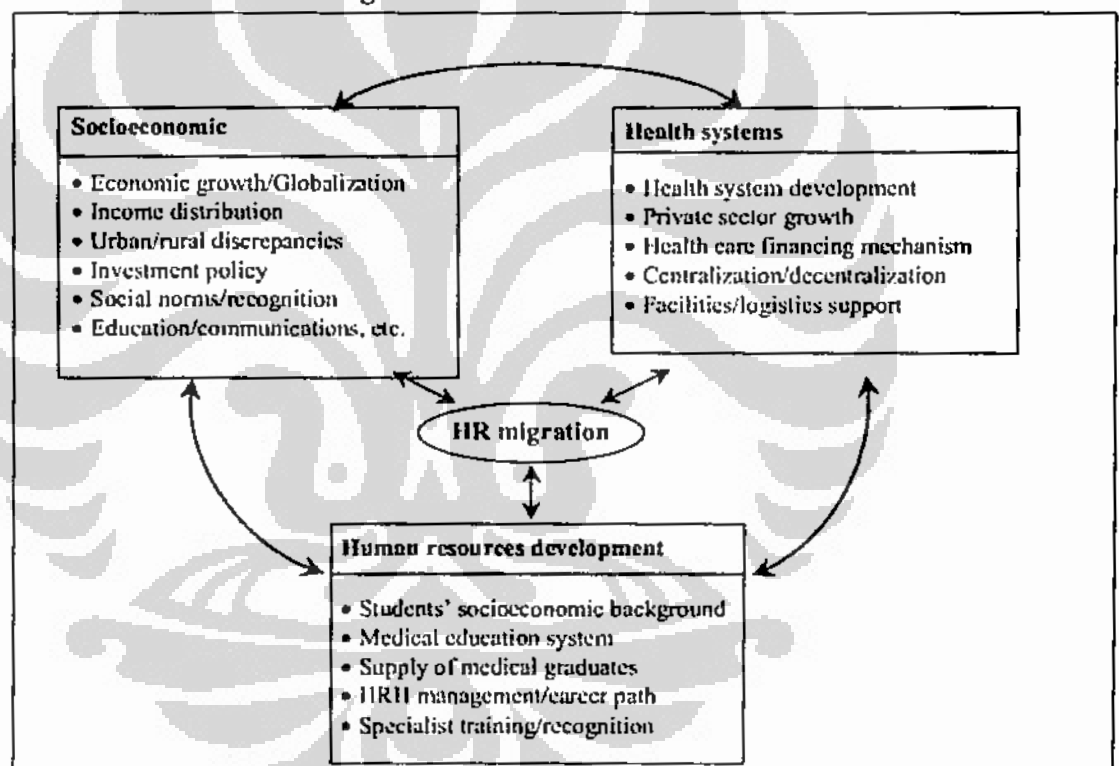 Socioeconomic
• Economic growth/Globalization
• Income distribution
• Urban/rural discrepancies
• Investment policy
• Social norms/recognition
• Education/communications, etc.
Health systems
• Health system development
• Private sector growth
• Health care financing mechanism
• Centralization/decentralization
• Facilities/logistics support
HR migration
Human resources development
• Students' socioeconomic background
• Medical education system
• Supply of medical graduates
• HRH management/career path
• Specialist training/recognition